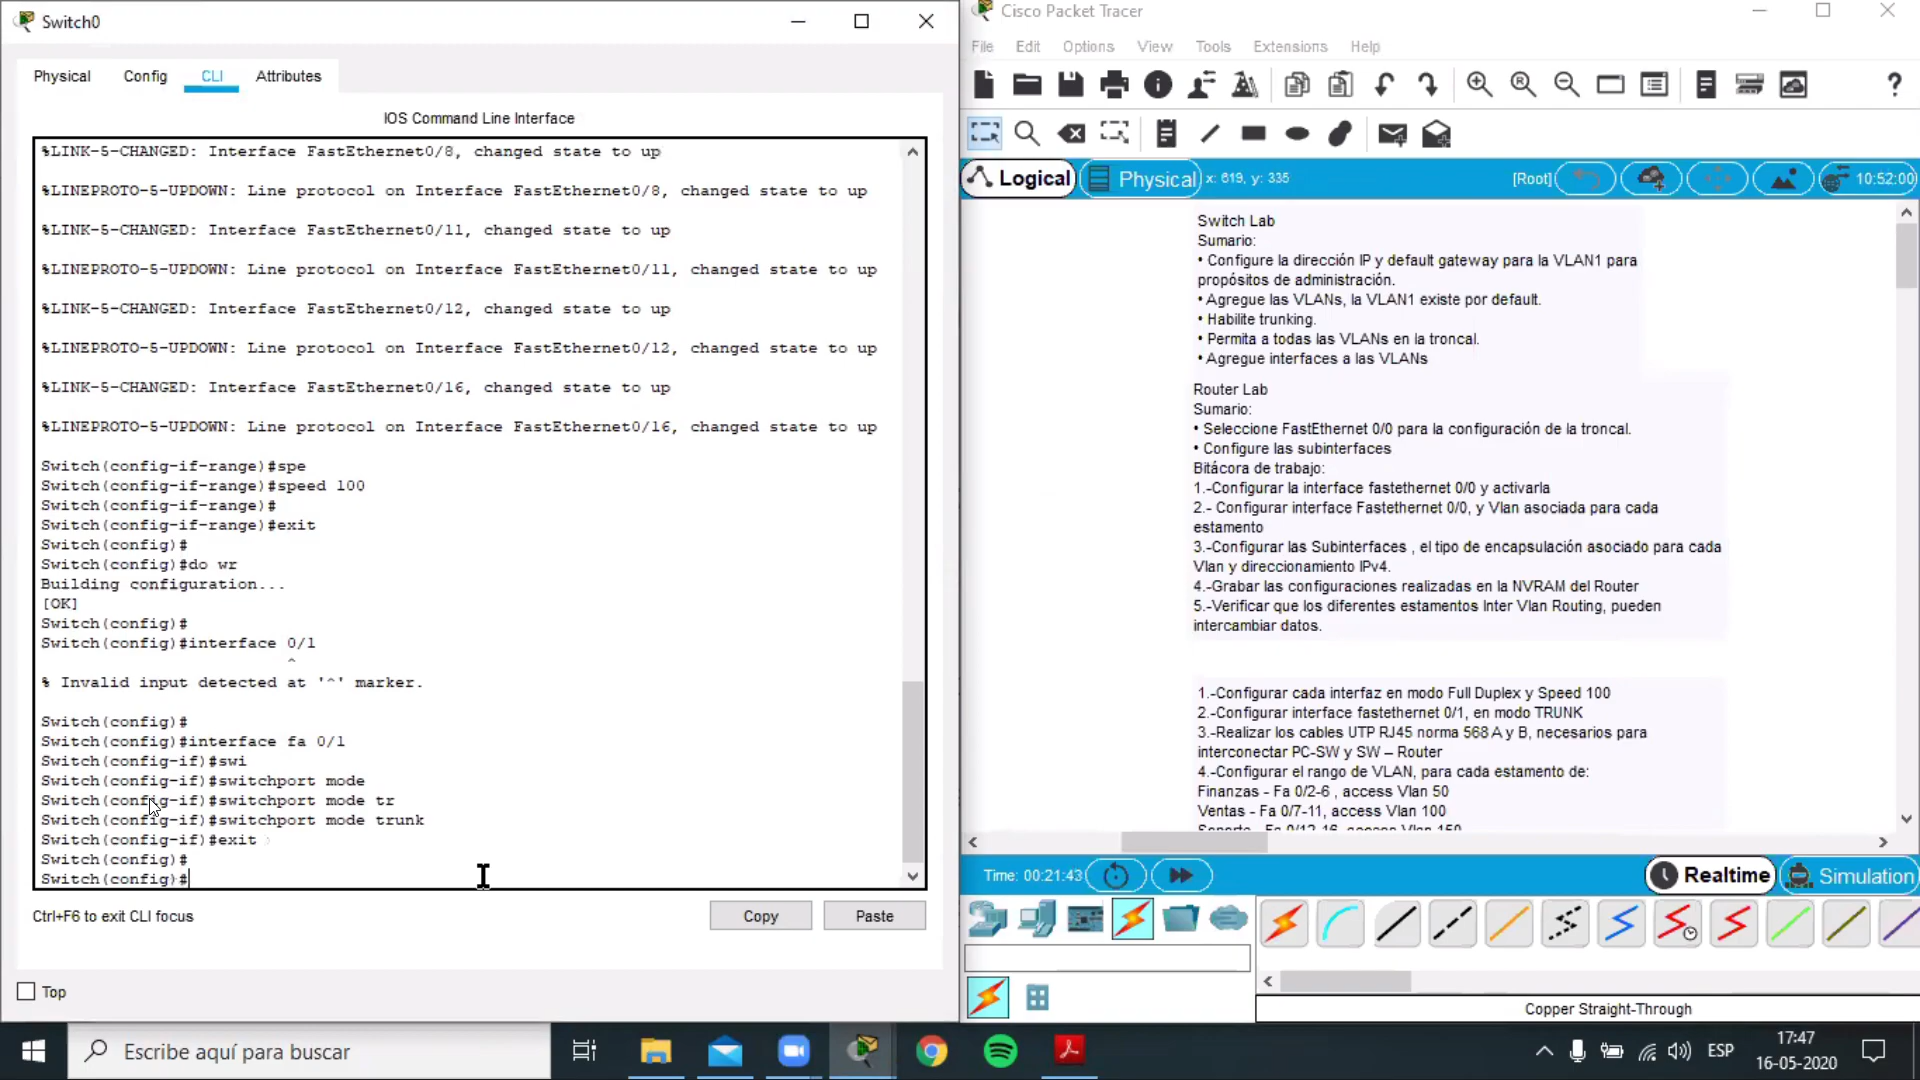 Switch0
Physical Config CLI Attributes
IOS Command Line Interface
%LINK-5-CHANGED: Interface FastEthernet0/8, changed state to up
%LINEPROTO-5-UPDOWN: Line protocol on Interface FastEthernet0/8, changed state to up
%LINK-5-CHANGED: Interface FastEthernet0/11, changed state to up
%LINEPROTO-5-UPDOWN: Line protocol on Interface FastEthernet0/11, changed state to up
%LINK-5-CHANGED: Interface FastEthernet0/12, changed state to up
%LINEPROTO-5-UPDOWN: Line protocol on Interface FastEthernet0/12, changed state to up
%LINK-5-CHANGED: Interface FastEthernet0/16, changed state to up
%LINEPROTO-5-UPDOWN: Line protocol on Interface FastEthernet0/16, changed state to up
Switch(config-if-range)#spe
Switch(config-if-range)#speed 100
Switch(config-if-range)#
Switch(config-if-range)#exit
Switch(config)#
Switch(config)#do wr
Building configuration...
[OK]
Switch(config)#
Switch(config)#interface 0/1
^
% Invalid input detected at '^' marker.
Switch(config)#
Switch(config)#interface fa 0/1
Switch(config-if)#swi
Switch(config-if)#switchport mode
Switch(config-if)#switchport mode tr
Switch(config-if)#switchport mode trunk
Switch(config-if)#exit
Switch(config)#
Switch(config)#
Ctrl+F6 to exit CLI focus
Copy Paste
Top
Cisco Packet Tracer
File Edit Options View Tools Extensions Help
Logical Physical x: 619, y: 335 [Root] 10:52:00
Switch Lab
Sumario:
• Configure la dirección IP y default gateway para la VLAN1 para
propósitos de administración.
• Agregue las VLANs, la VLAN1 existe por default.
• Habilite trunking.
• Permita a todas las VLANs en la troncal.
• Agregue interfaces a las VLANs
Router Lab
Sumario:
• Seleccione FastEthernet 0/0 para la configuración de la troncal.
• Configure las subinterfaces
Bitácora de trabajo:
1.-Configurar la interface fastethernet 0/0 y activarla
2.- Configurar interface Fastethernet 0/0, y Vlan asociada para cada
estamento
3.-Configurar las Subinterfaces , el tipo de encapsulación asociado para cada
Vlan y direccionamiento IPv4.
4.-Grabar las configuraciones realizadas en la NVRAM del Router
5.-Verificar que los diferentes estamentos Inter Vlan Routing, pueden
intercambiar datos.
1.-Configurar cada interfaz en modo Full Duplex y Speed 100
2.-Configurar interface fastethernet 0/1, en modo TRUNK
3.-Realizar los cables UTP RJ45 norma 568 A y B, necesarios para
interconectar PC-SW y SW – Router
4.-Configurar el rango de VLAN, para cada estamento de:
Finanzas - Fa 0/2-6 , access Vlan 50
Ventas - Fa 0/7-11, access Vlan 100
Soporte - Fa 0/12-16, access Vlan 150
Time: 00:21:43 Realtime Simulation
Copper Straight-Through
Escribe aquí para buscar
ESP
17:47
16-05-2020